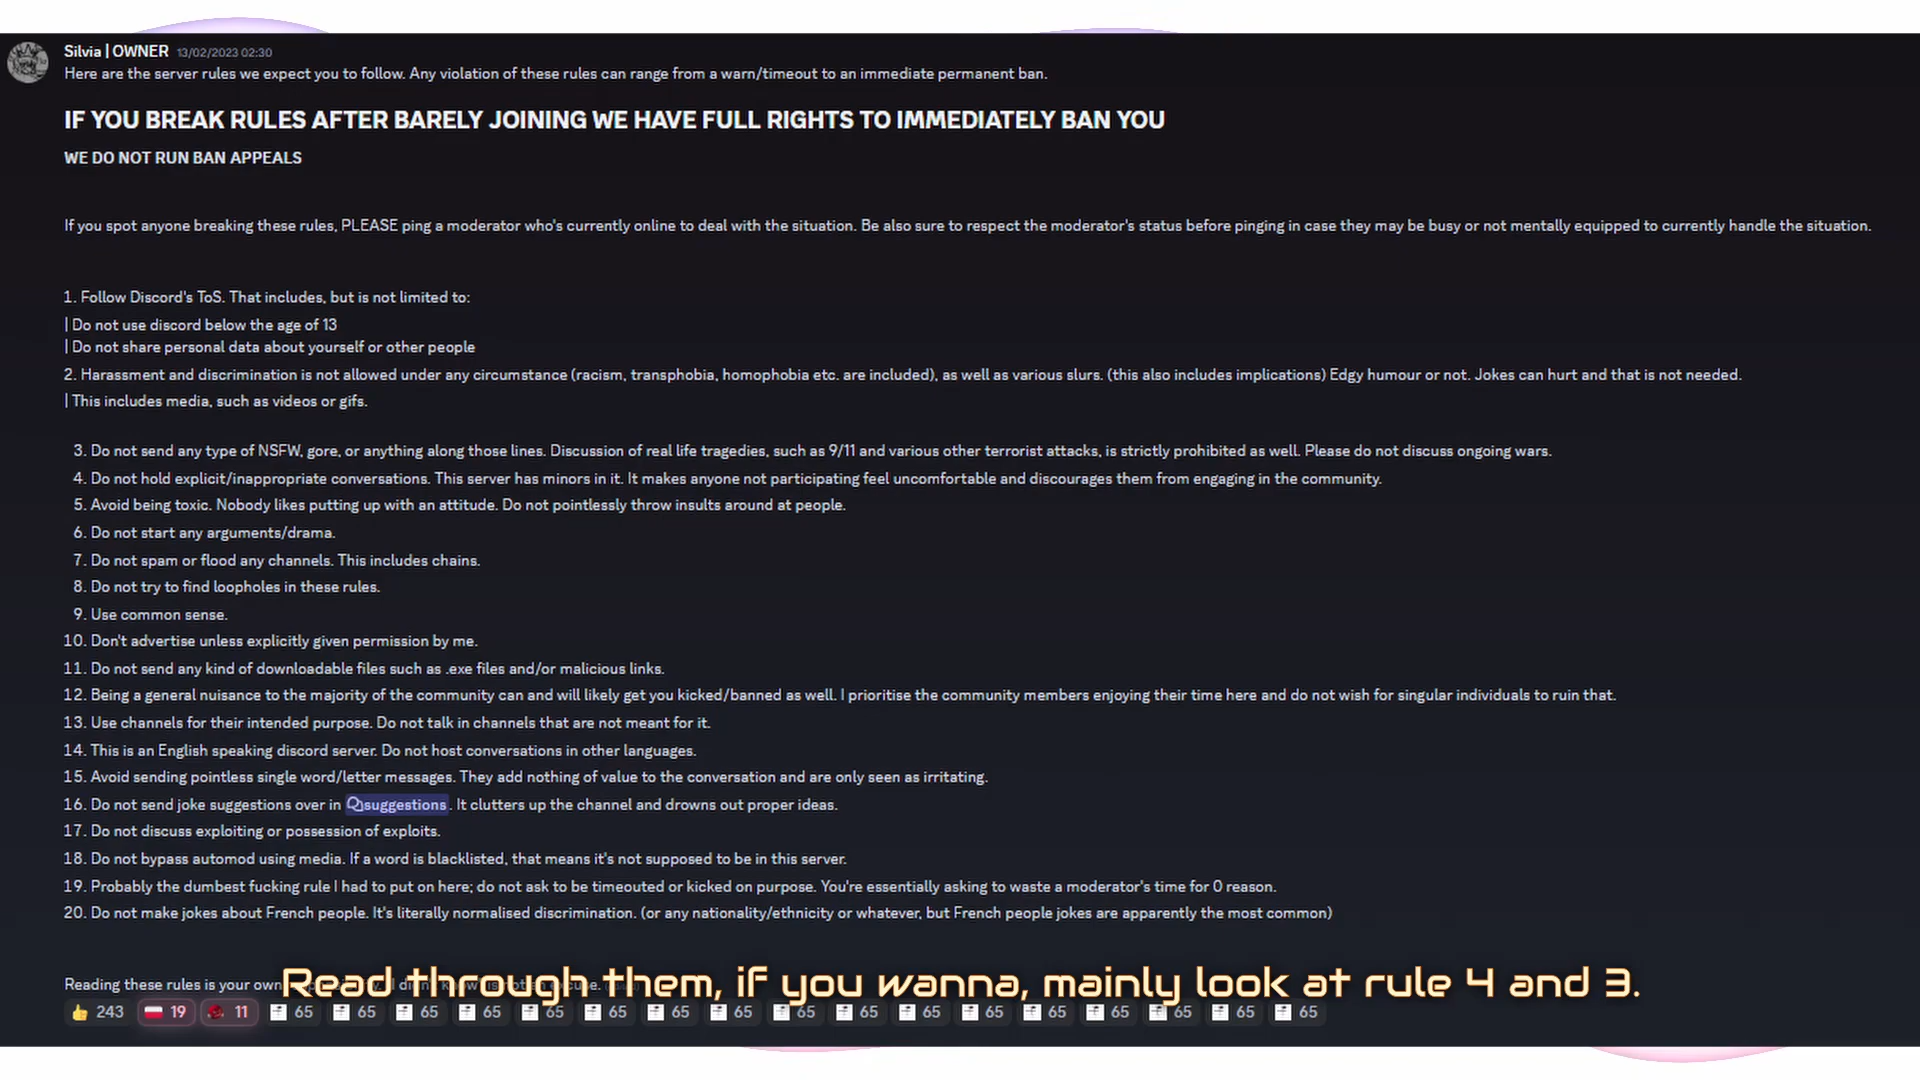 Silvia | OWNER 13/02/2023 02:30
Here are the server rules we expect you to follow. Any violation of these rules can range from a warn/timeout to an immediate permanent ban.
IF YOU BREAK RULES AFTER BARELY JOINING WE HAVE FULL RIGHTS TO IMMEDIATELY BAN YOU
WE DO NOT RUN BAN APPEALS
If you spot anyone breaking these rules, PLEASE ping a moderator who's currently online to deal with the situation. Be also sure to respect the moderator's status before pinging in case they may be busy or not mentally equipped to currently handle the situation.
1. Follow Discord's ToS. That includes, but is not limited to:
| Do not use discord below the age of 13
| Do not share personal data about yourself or other people
2. Harassment and discrimination is not allowed under any circumstance (racism, transphobia, homophobia etc. are included), as well as various slurs. (this also includes implications) Edgy humour or not. Jokes can hurt and that is not needed.
| This includes media, such as videos or gifs.
3. Do not send any type of NSFW, gore, or anything along those lines. Discussion of real life tragedies, such as 9/11 and various other terrorist attacks, is strictly prohibited as well. Please do not discuss ongoing wars.
4. Do not hold explicit/inappropriate conversations. This server has minors in it. It makes anyone not participating feel uncomfortable and discourages them from engaging in the community.
5. Avoid being toxic. Nobody likes putting up with an attitude. Do not pointlessly throw insults around at people.
6. Do not start any arguments/drama.
7. Do not spam or flood any channels. This includes chains.
8. Do not try to find loopholes in these rules.
9. Use common sense.
10. Don't advertise unless explicitly given permission by me.
11. Do not send any kind of downloadable files such as .exe files and/or malicious links.
12. Being a general nuisance to the majority of the community can and will likely get you kicked/banned as well. I prioritise the community members enjoying their time here and do not wish for singular individuals to ruin that.
13. Use channels for their intended purpose. Do not talk in channels that are not meant for it.
14. This is an English speaking discord server. Do not host conversations in other languages.
15. Avoid sending pointless single word/letter messages. They add nothing of value to the conversation and are only seen as irritating.
16. Do not send joke suggestions over in suggestions. It clutters up the channel and drowns out proper ideas.
17. Do not discuss exploiting or possession of exploits.
18. Do not bypass automod using media. If a word is blacklisted, that means it's not supposed to be in this server.
19. Probably the dumbest fucking rule I had to put on here; do not ask to be timeouted or kicked on purpose. You're essentially asking to waste a moderator's time for 0 reason.
20. Do not make jokes about French people. It's literally normalised discrimination. (or any nationality/ethnicity or whatever, but French people jokes are apparently the most common)
Reading these rules is your own
Read through them, if you wanna, mainly look at rule 4 and 3.
243 19 11 65 65 65 65 65 65 65 65 65 65 65 65 65 65 65 65 65